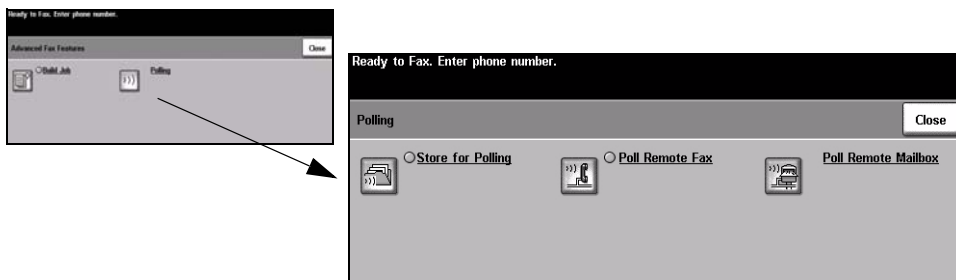 Ready to Fax. Enter phone number.
Advanced Fax Features
Close
Build Job
Polling
Ready to Fax. Enter phone number.
Polling
Close
Store for Polling
Poll Remote Fax
Poll Remote Mailbox